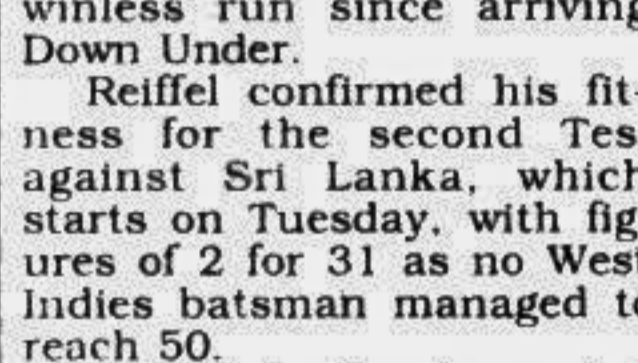 winless run since arriving
Down Under.
Reiffel confirmed his fit-
ness for the second Tes
against Sri Lanka, which
starts on Tuesday, with fig
ures of 2 for 31 as no West
Indies batsman managed to
reach 50.